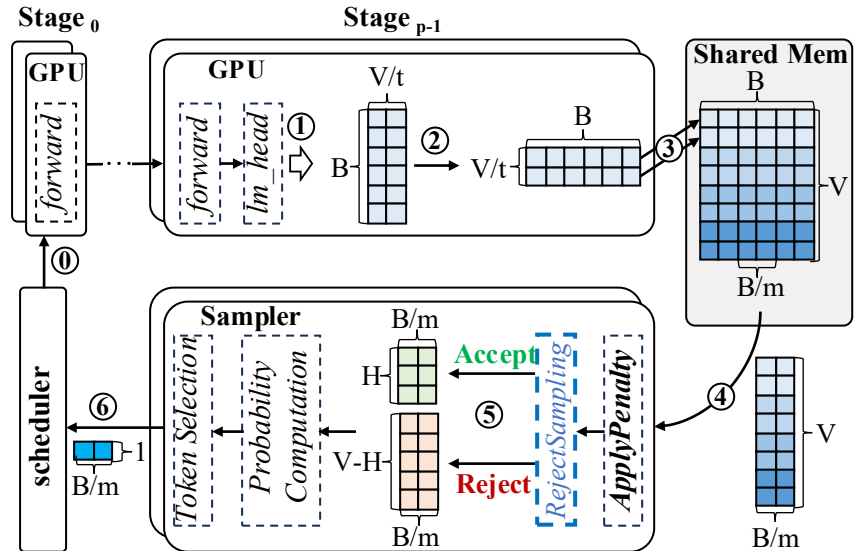 Stage 0
Stage p-1
GPU
forward
GPU
forward
lm_head
①
V/t
B
②
B
V/t
③
Shared Mem
B
V
B/m
⓪
scheduler
Sampler
Token Selection
Probability
Computation
B/m
H
Accept
⑤
V-H
Reject
B/m
RejectSampling
ApplyPenalty
④
V
B/m
⑥
1
B/m